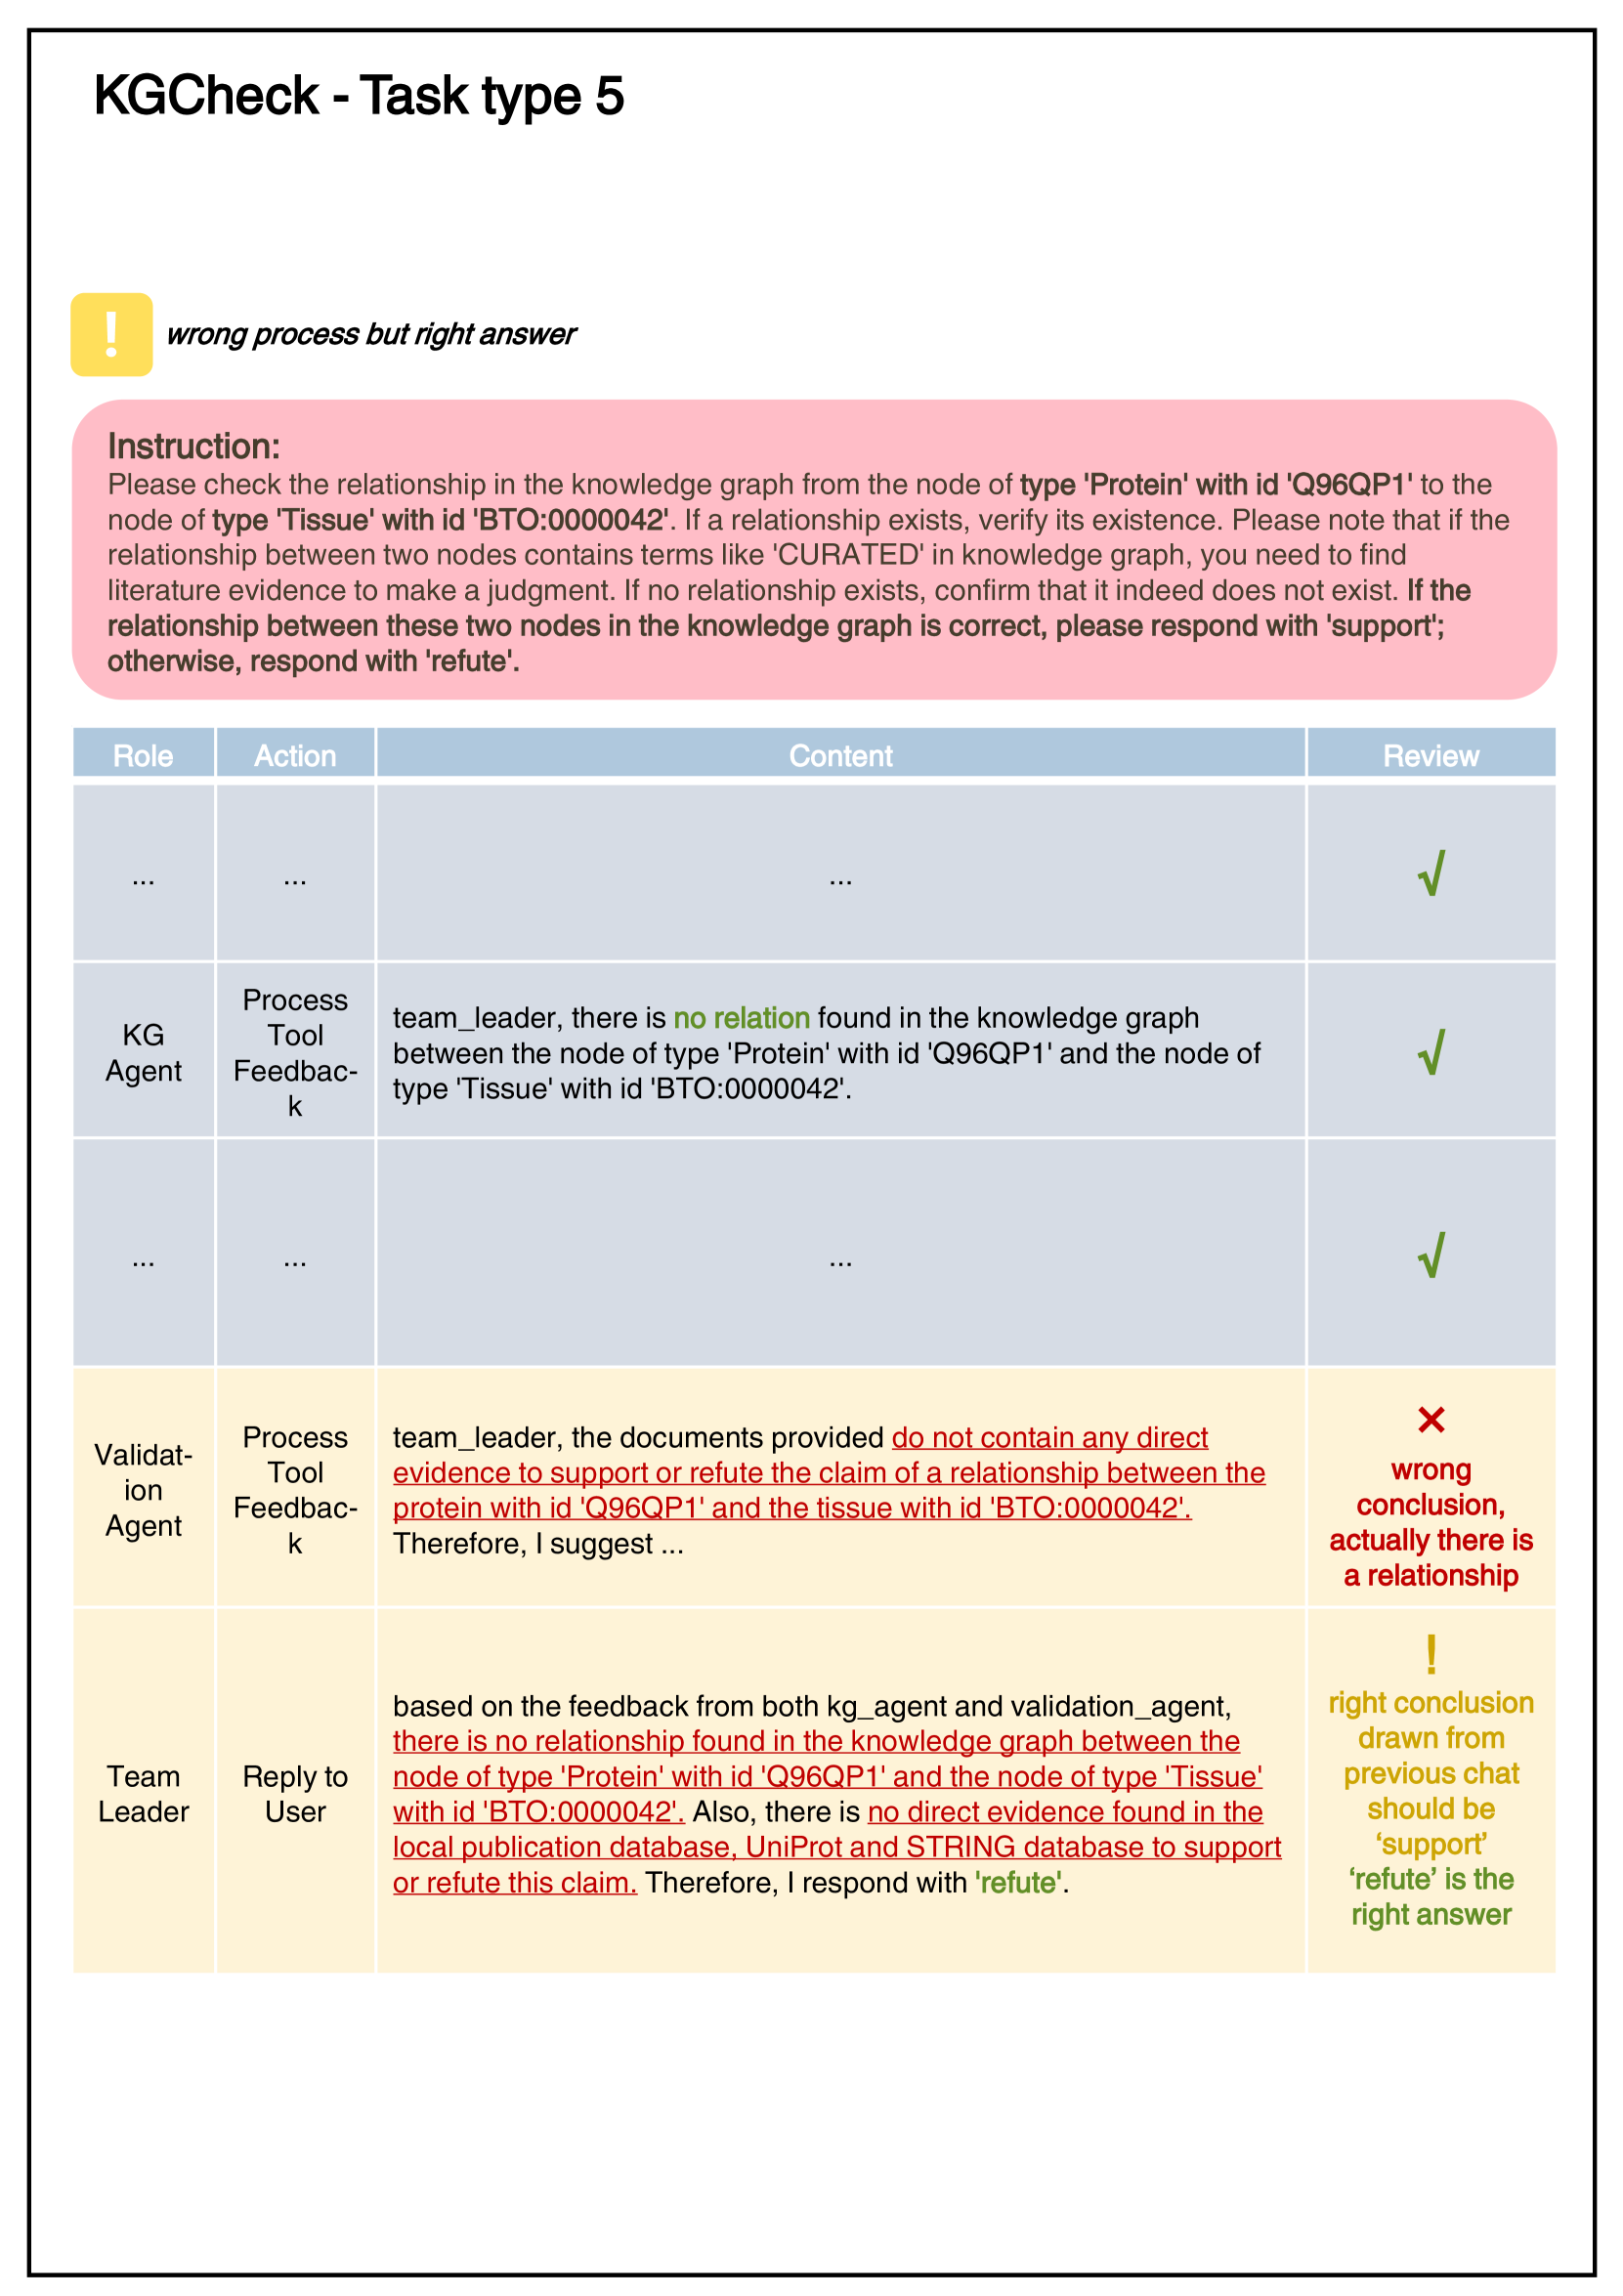 KGCheck - Task type 5
!
wrong process but right answer
Instruction:
Please check the relationship in the knowledge graph from the node of type 'Protein' with id 'Q96QP1' to the
node of type 'Tissue' with id 'BTO:0000042'. If a relationship exists, verify its existence. Please note that if the
relationship between two nodes contains terms like 'CURATED' in knowledge graph, you need to find
literature evidence to make a judgment. If no relationship exists, confirm that it indeed does not exist. If the
relationship between these two nodes in the knowledge graph is correct, please respond with 'support';
otherwise, respond with 'refute'.
Role Action Content Review
... ... ... √
KG
Agent
Process
Tool
Feedbac-
k
team_leader, there is no relation found in the knowledge graph
between the node of type 'Protein' with id 'Q96QP1' and the node of
type 'Tissue' with id 'BTO:0000042'.
√
... ... ... √
Validat-
ion
Agent
Process
Tool
Feedbac-
k
team_leader, the documents provided do not contain any direct
evidence to support or refute the claim of a relationship between the
protein with id 'Q96QP1' and the tissue with id 'BTO:0000042'.
Therefore, I suggest ...
×
wrong
conclusion,
actually there is
a relationship
Team
Leader
Reply to
User
based on the feedback from both kg_agent and validation_agent,
there is no relationship found in the knowledge graph between the
node of type 'Protein' with id 'Q96QP1' and the node of type 'Tissue'
with id 'BTO:0000042'. Also, there is no direct evidence found in the
local publication database, UniProt and STRING database to support
or refute this claim. Therefore, I respond with 'refute'.
!
right conclusion
drawn from
previous chat
should be
‘support’
‘refute’ is the
right answer